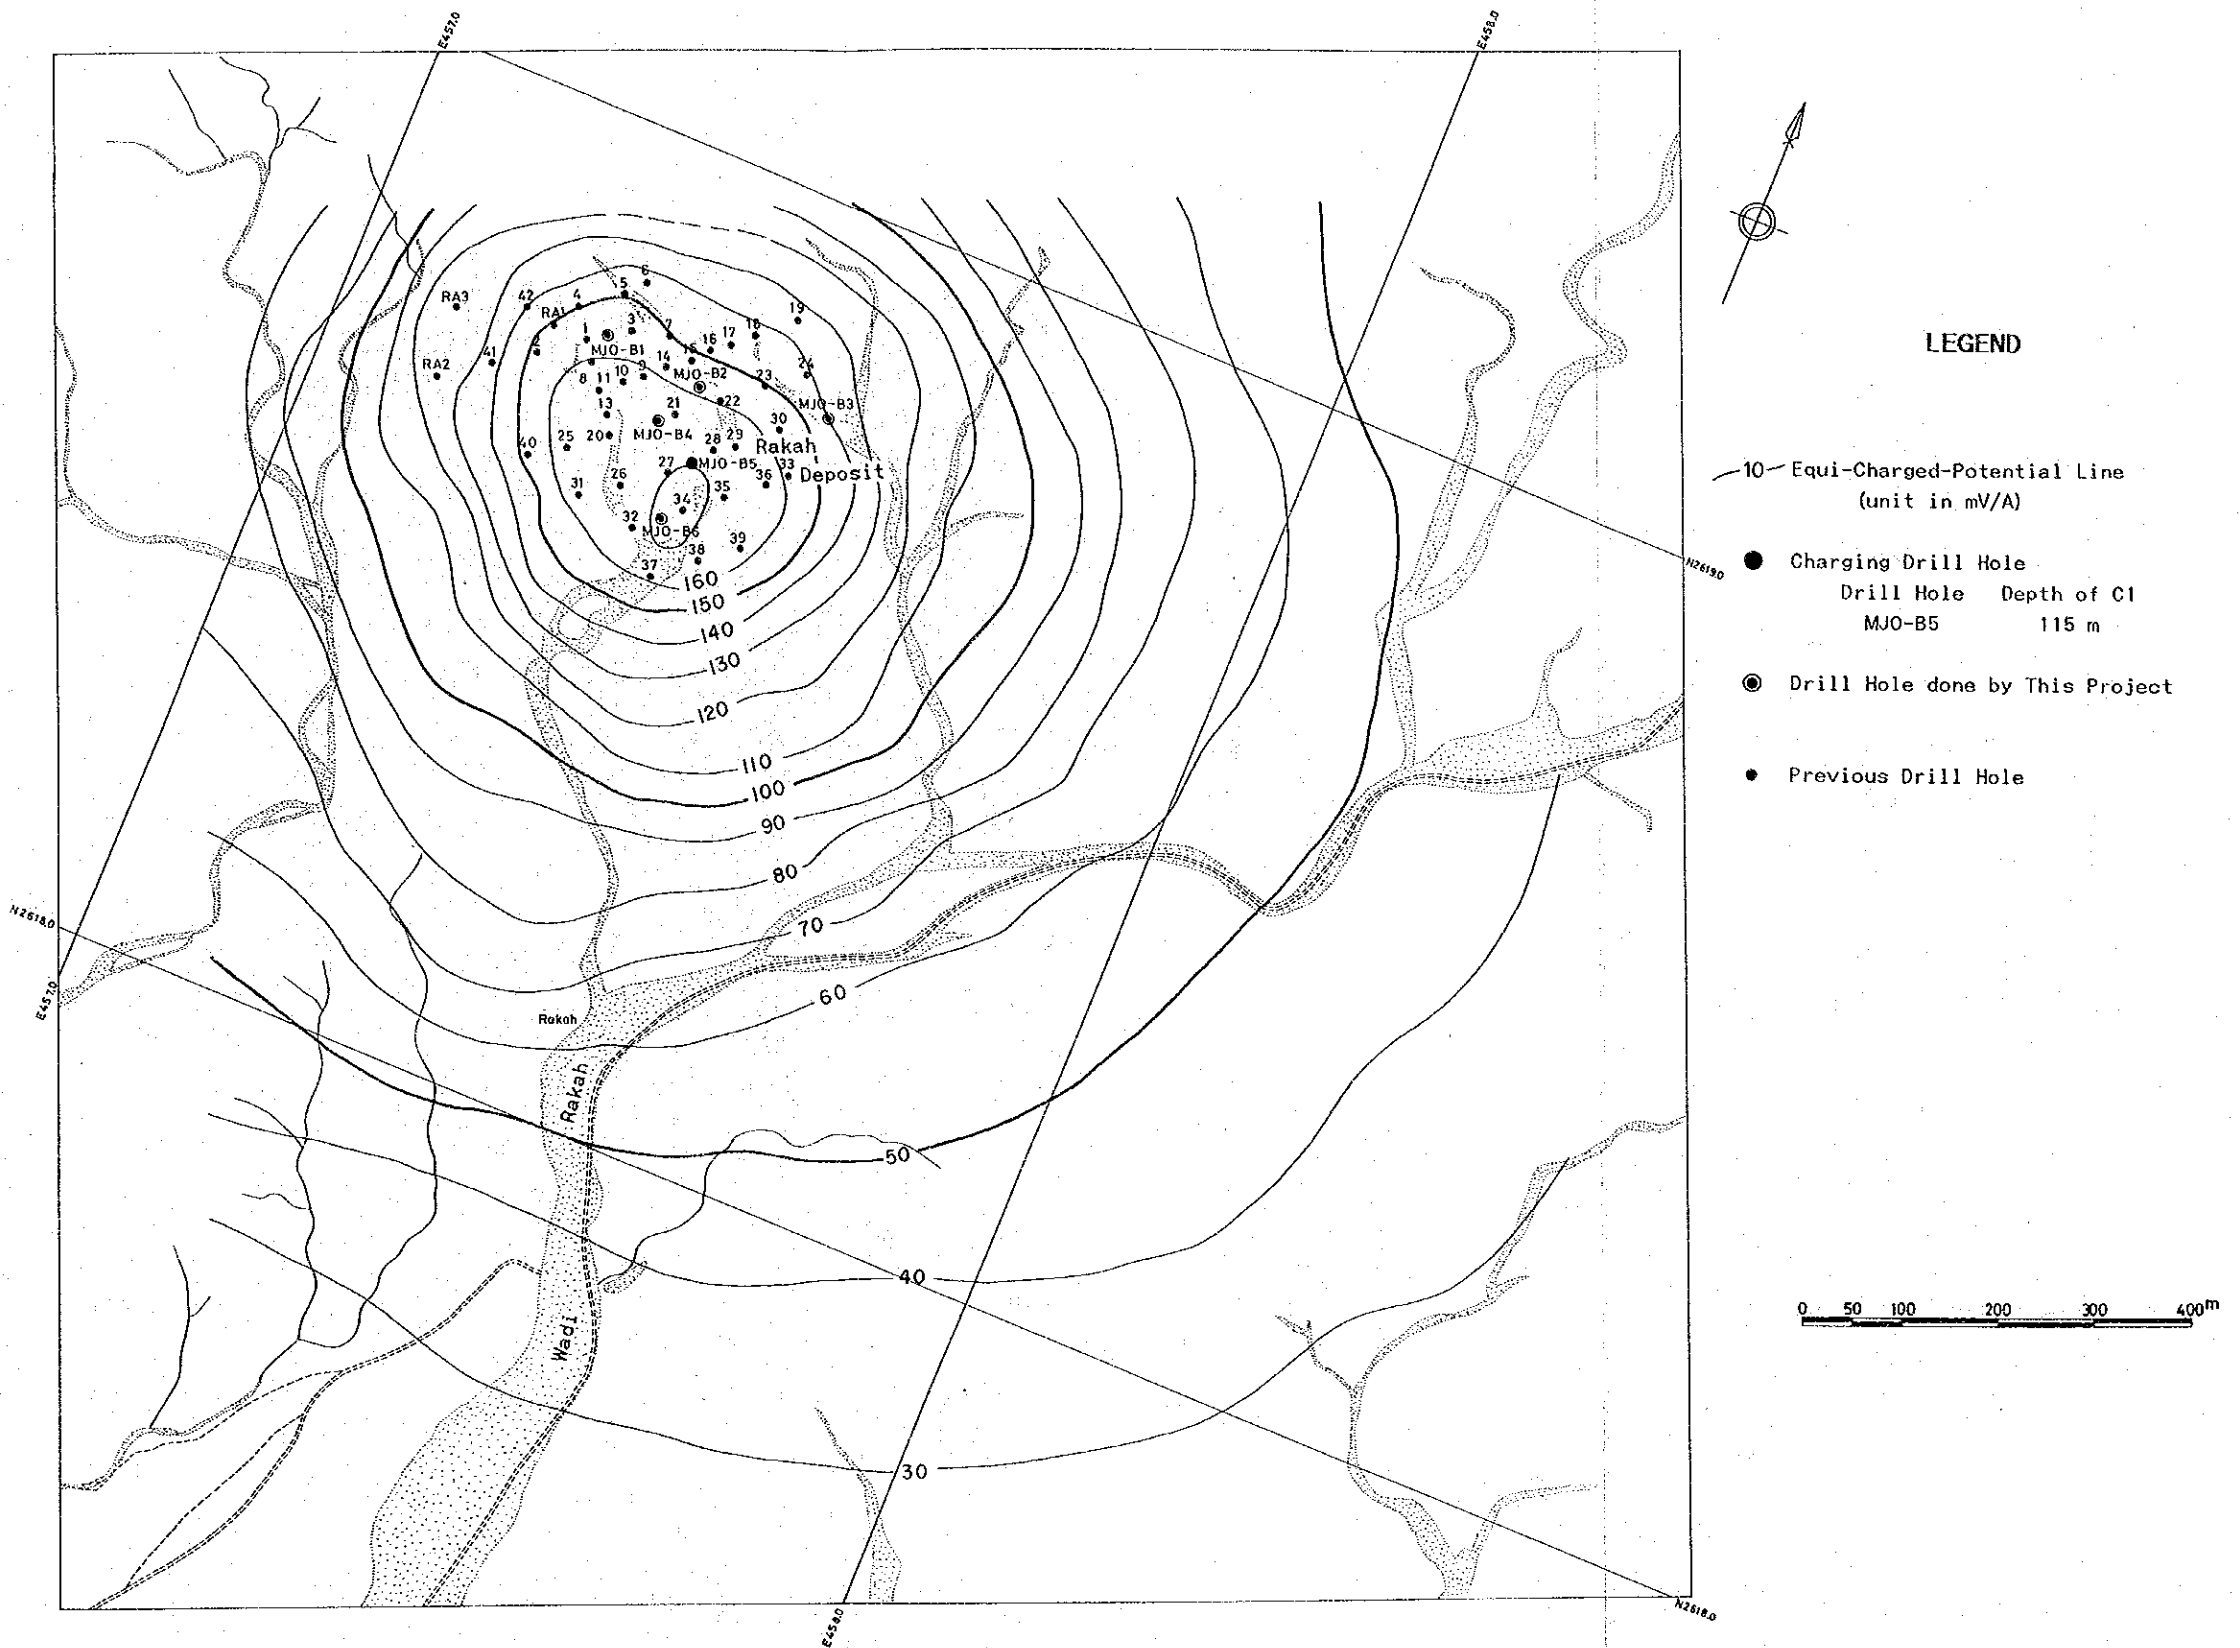 E457.0
E458.0
LEGEND
10 Equi-Charged-Potential Line
(unit in mV/A)
Charging Drill Hole
Drill Hole Depth of C1
MJO-B5 115 m
Drill Hole done by This Project
Previous Drill Hole
0 50 100 200 300 400m
6
5
RA3
42
4
RA1
3
19
1
7
18
17
16
41
2
MJO-B1
15
RA2
14
24
9
10
8
11
MJO-B2
23
13
21
22
MJO-B3
30
40
25
20
MJO-B4
28
29
Rakah
27
MJO-B5
33
Deposit
26
36
31
35
34
32
MJO-B6
39
38
37
160
150
140
130
120
110
100
90
80
70
60
50
40
30
N2619.0
N2618.0
E457.0
Rakah
Rakah
Wadi
E458.0
N2618.0